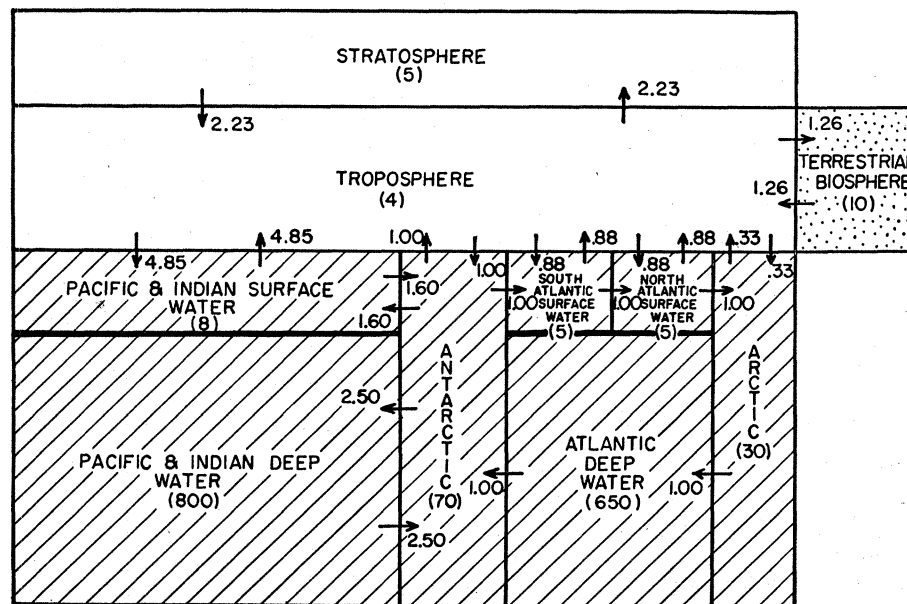 STRATOSPHERE
(5)
2.23
2.23
1.26
TROPOSPHERE
(4)
1.26
TERRESTRIA
BIOSPHERE
(10)
4.85
4.85
1.00
1.00
.88
.88
.88
.88
.33
.33
PACIFIC & INDIAN SURFACE
WATER
(8)
1.60
1.60
1.00
SOUTH
ATLANTIC
SURFACE
WATER
(5)
1.00
NORTH
ATLANTIC
SURFACE
WATER
(5)
1.00
ANTARCTIC
(70)
ARCTIC
(30)
2.50
PACIFIC & INDIAN DEEP
WATER
(800)
2.50
1.00
ATLANTIC
DEEP
WATER
(650)
1.00